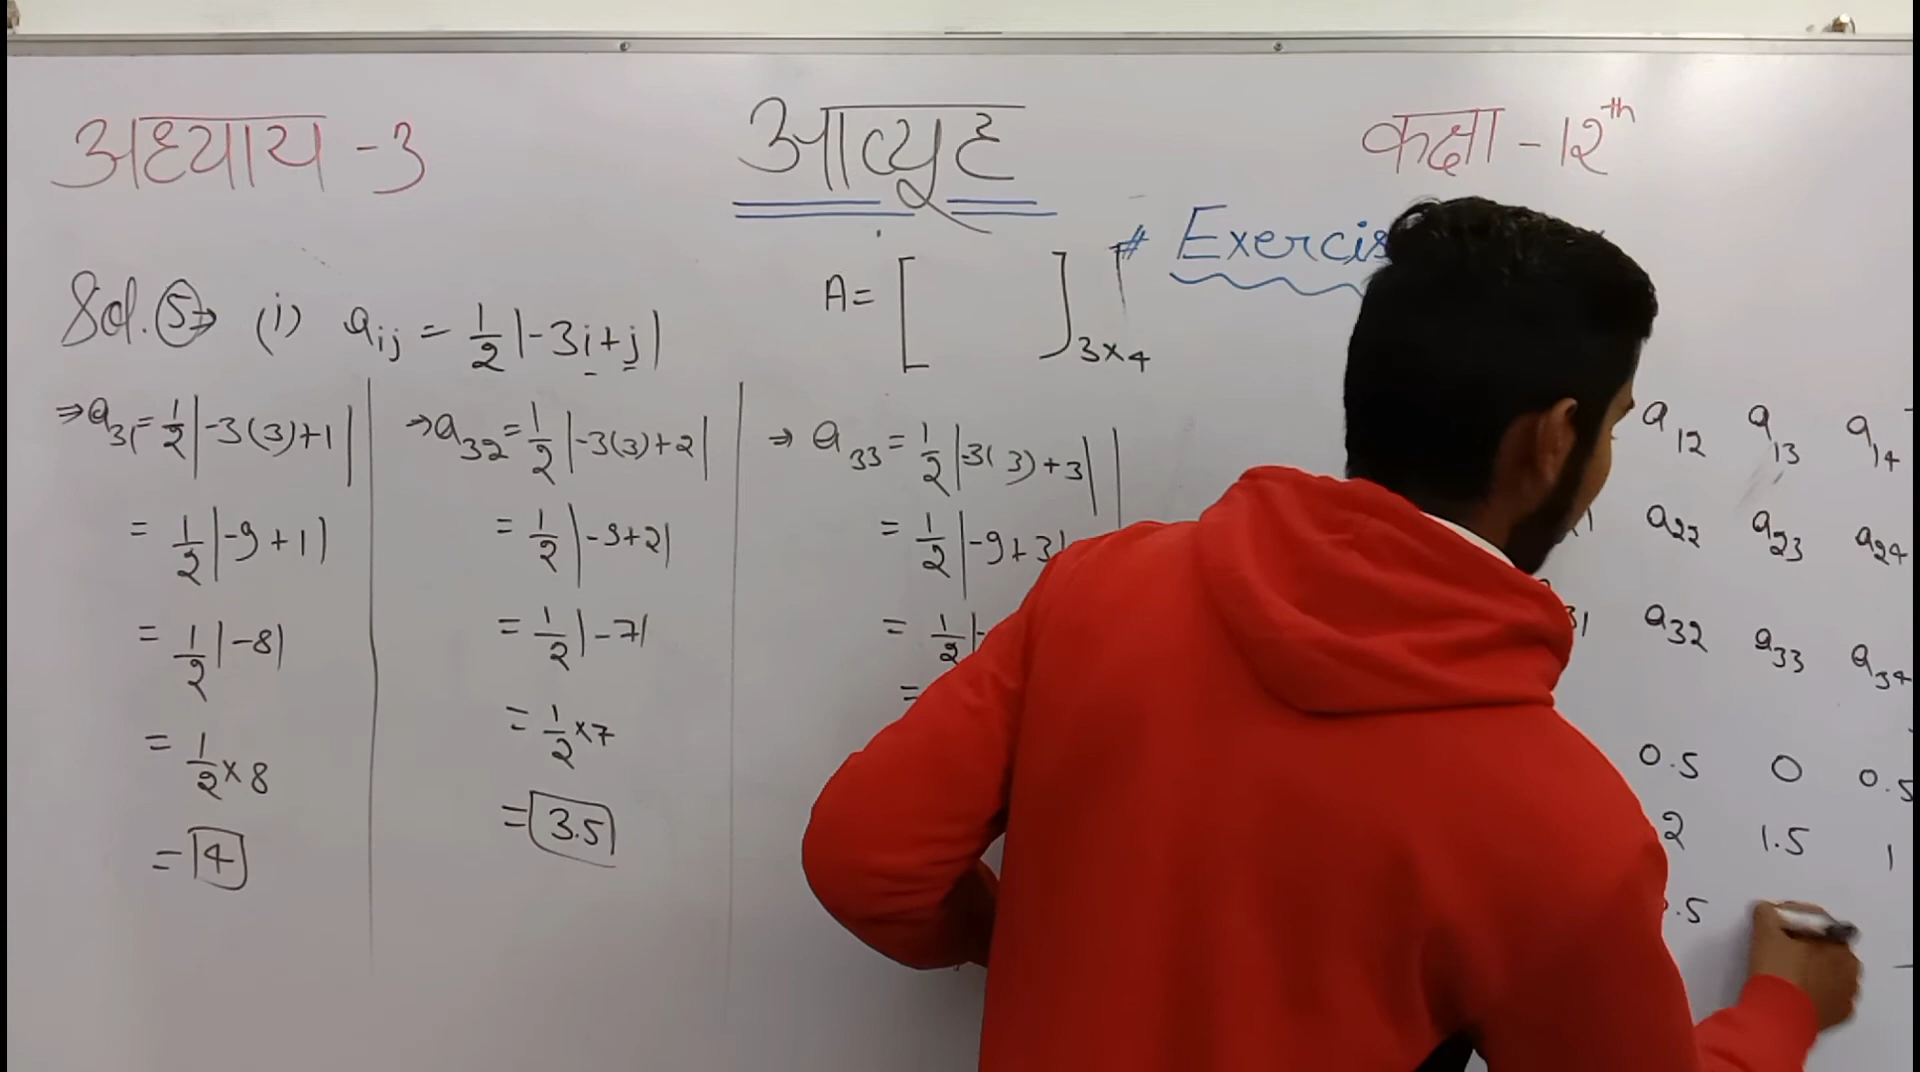 अध्याय -3
आव्यूह
कक्षा -12th
# Exercis
A= [ ]3×4
Sol.5→ (i) aij = 1/2|-3i+j|
⇒a31=1/2|-3(3)+1|
= 1/2|-9+1|
= 1/2|-8|
= 1/2×8
= 4
→a32=1/2|-3(3)+2|
= 1/2|-9+2|
= 1/2|-7|
= 1/2×7
= 3.5
→ a33=1/2|-3(3)+3|
= 1/2|-9+3|
= 1/2|-
=
a12 a13 a14
a22 a23 a24
a32 a33 a34
0.5 0 0.5
2 1.5 1
.5